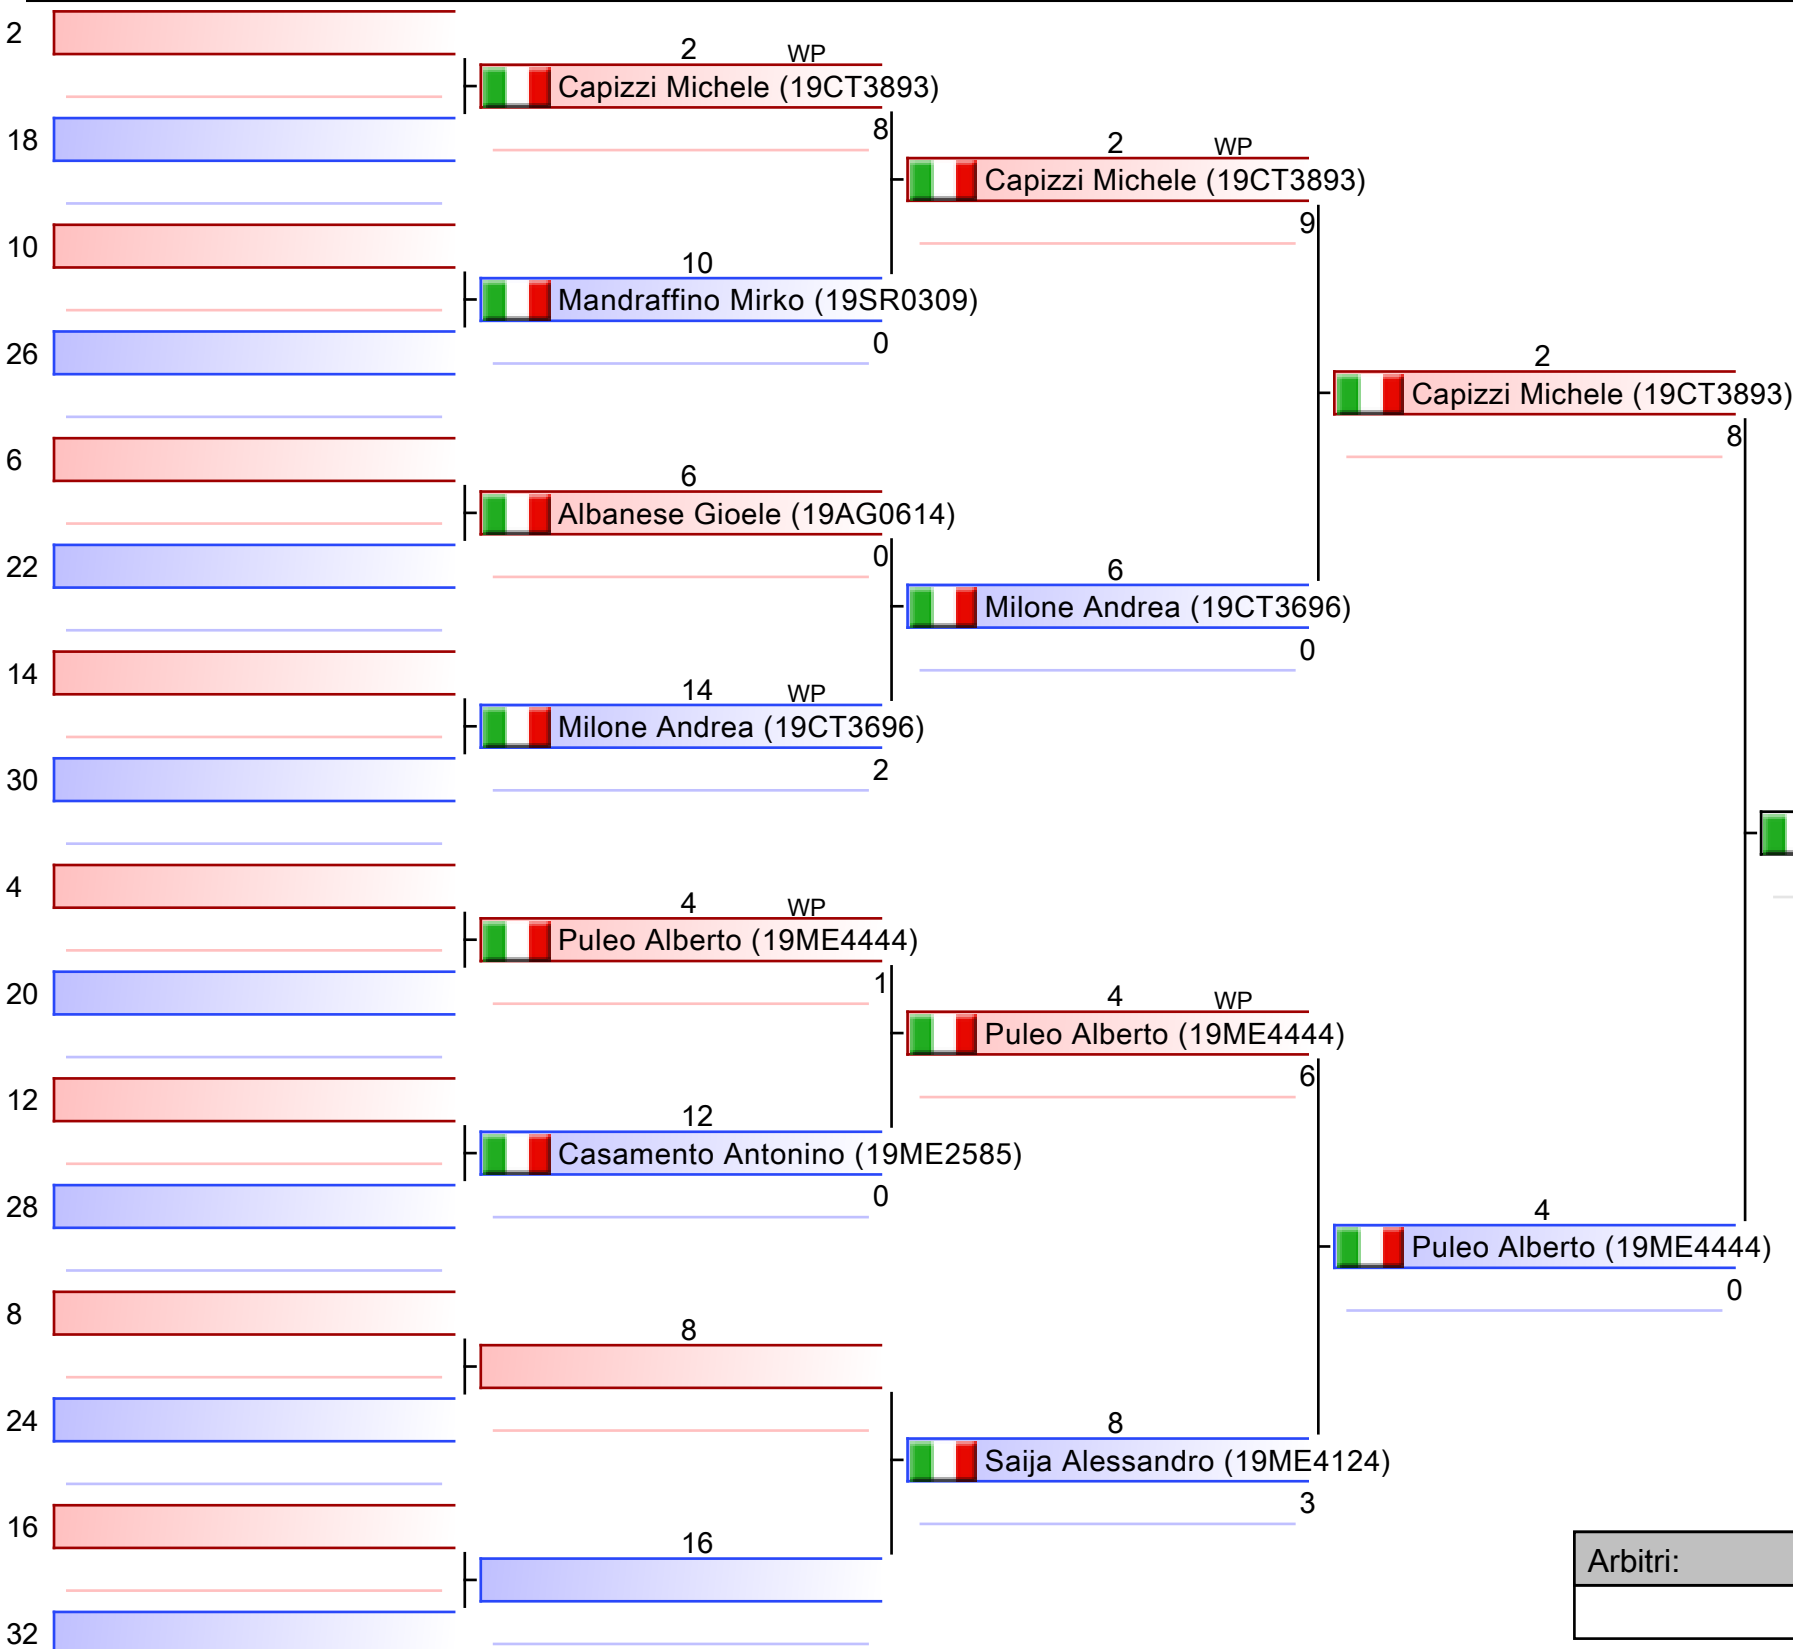 2
2 WP
Capizzi Michele (19CT3893)
8
18
2 WP
Capizzi Michele (19CT3893)
9
10
10
Mandraffino Mirko (19SR0309)
0
26
2
Capizzi Michele (19CT3893)
8
6
6
Albanese Gioele (19AG0614)
0
22
6
Milone Andrea (19CT3696)
0
14
14 WP
Milone Andrea (19CT3696)
2
30
4
4 WP
Puleo Alberto (19ME4444)
1
20
4 WP
Puleo Alberto (19ME4444)
6
12
12
Casamento Antonino (19ME2585)
0
28
4
Puleo Alberto (19ME4444)
0
8
8
24
8
Saija Alessandro (19ME4124)
3
16
16
Arbitri:
32